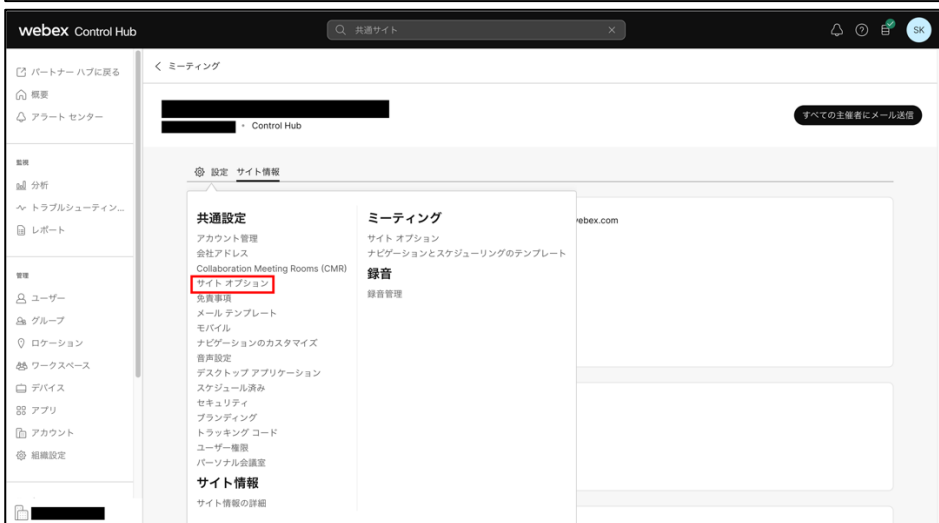 webex Control Hub
共通サイト
SK
パートナー ハブに戻る
概要
アラート センター
監視
分析
トラブルシューティン...
レポート
管理
ユーザー
グループ
ロケーション
ワークスペース
デバイス
アプリ
アカウント
組織設定
ミーティング
• Control Hub
すべての主催者にメール送信
設定 サイト情報
共通設定
アカウント管理
会社アドレス
Collaboration Meeting Rooms (CMR)
サイト オプション
免責事項
メール テンプレート
モバイル
ナビゲーションのカスタマイズ
音声設定
デスクトップ アプリケーション
スケジュール済み
セキュリティ
ブランディング
トラッキング コード
ユーザー権限
パーソナル会議室
サイト情報
サイト情報の詳細
ミーティング
サイト オプション
ナビゲーションとスケジューリングのテンプレート
録音
録音管理
webex.com